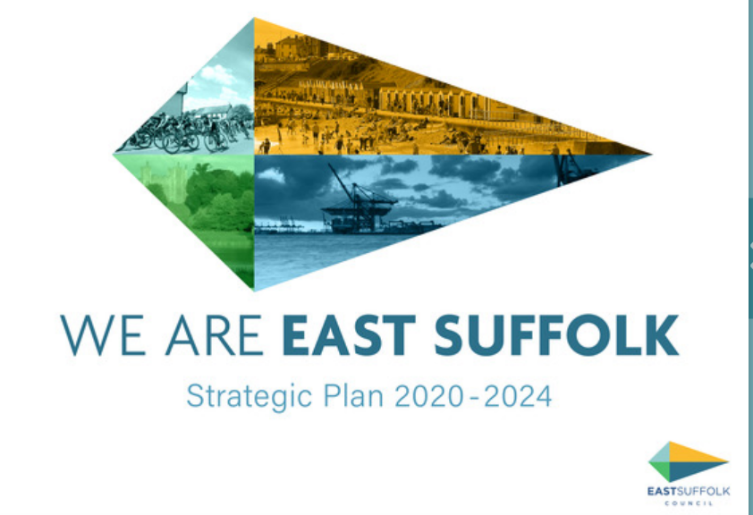 WE ARE EAST SUFFOLK
Strategic Plan 2020-2024
EASTSUFFOLK
COUNCIL